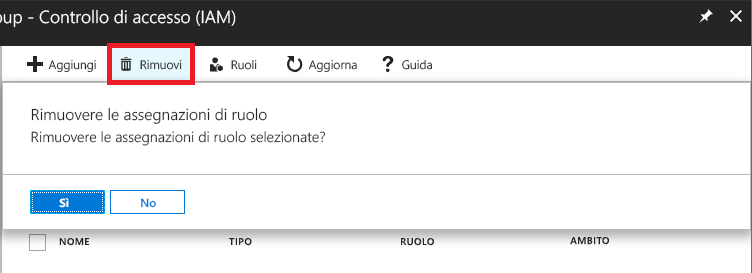 oup - Controllo di accesso (IAM)
Aggiungi Rimuovi Ruoli Aggiorna ? Guida
Rimuovere le assegnazioni di ruolo
Rimuovere le assegnazioni di ruolo selezionate?
Sì No
NOME TIPO RUOLO AMBITO